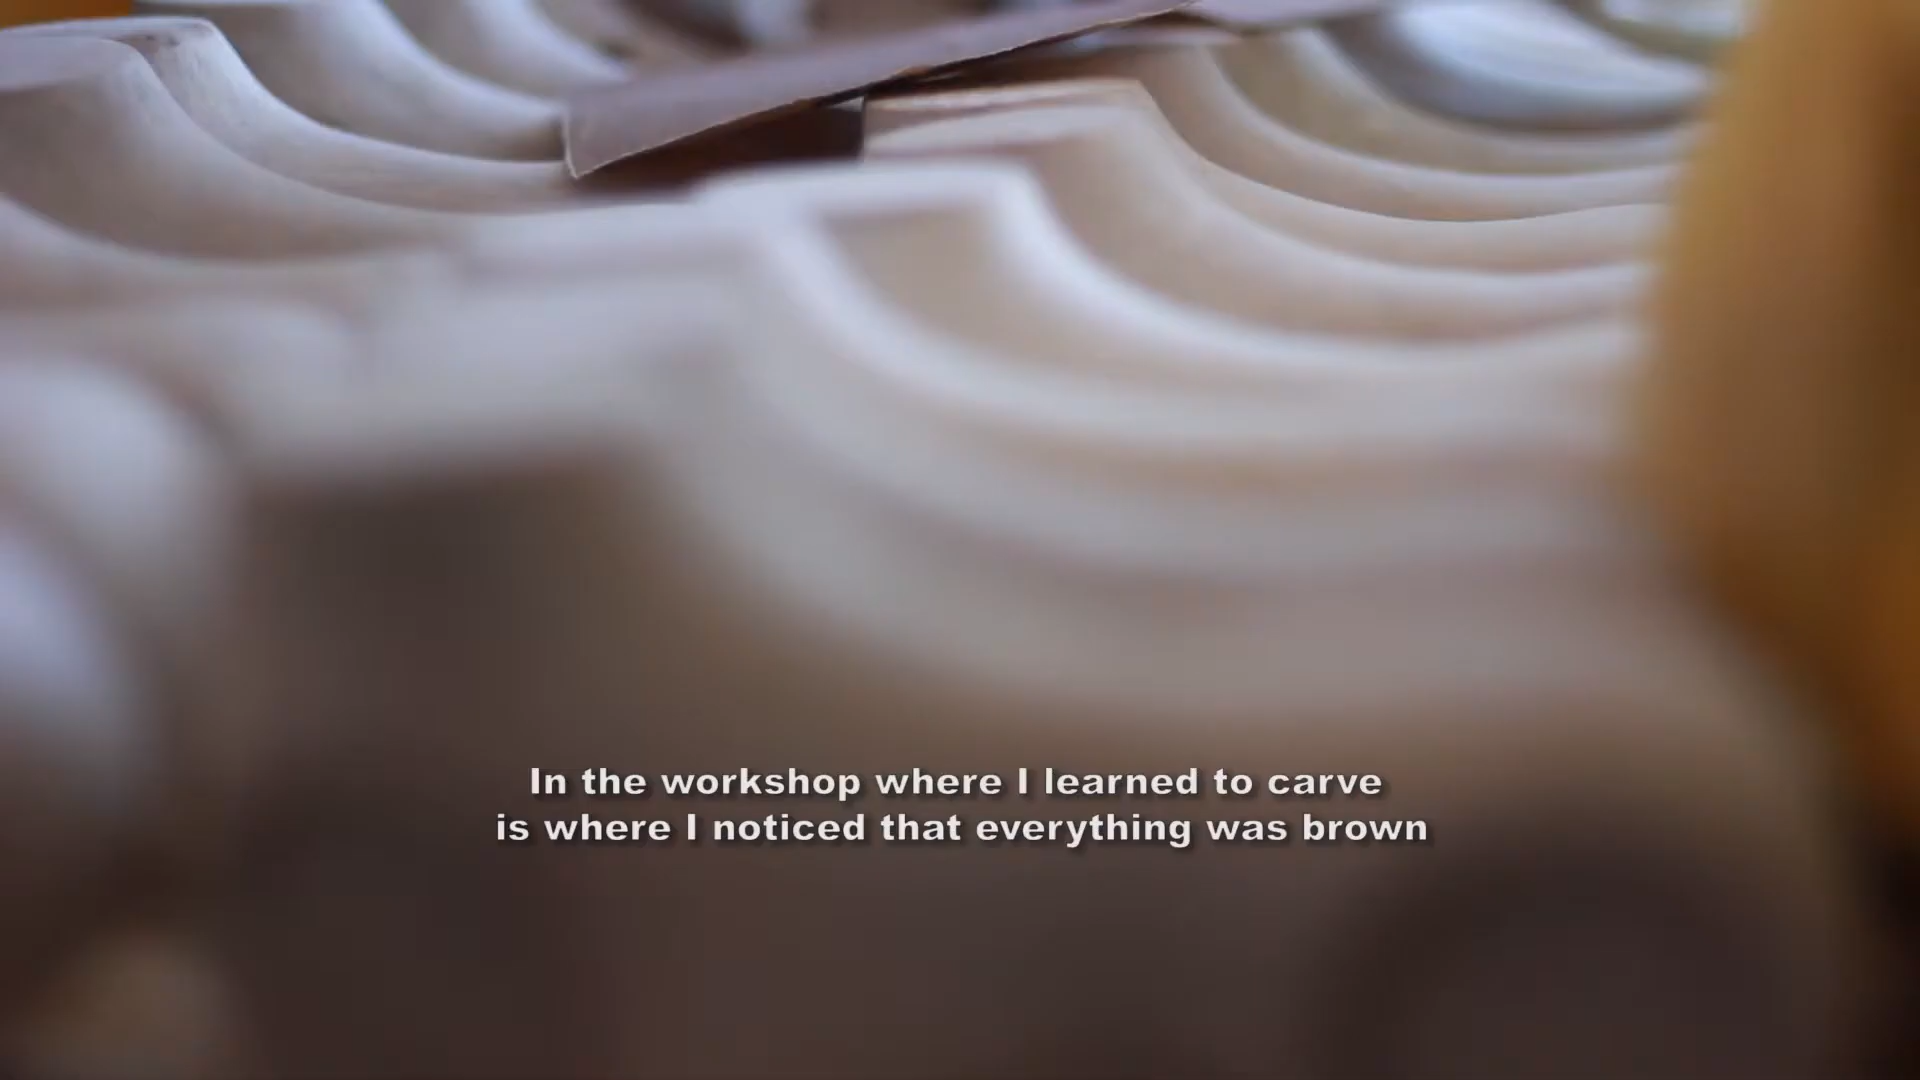 In the workshop where I learned to carve
is where I noticed that everything was brown